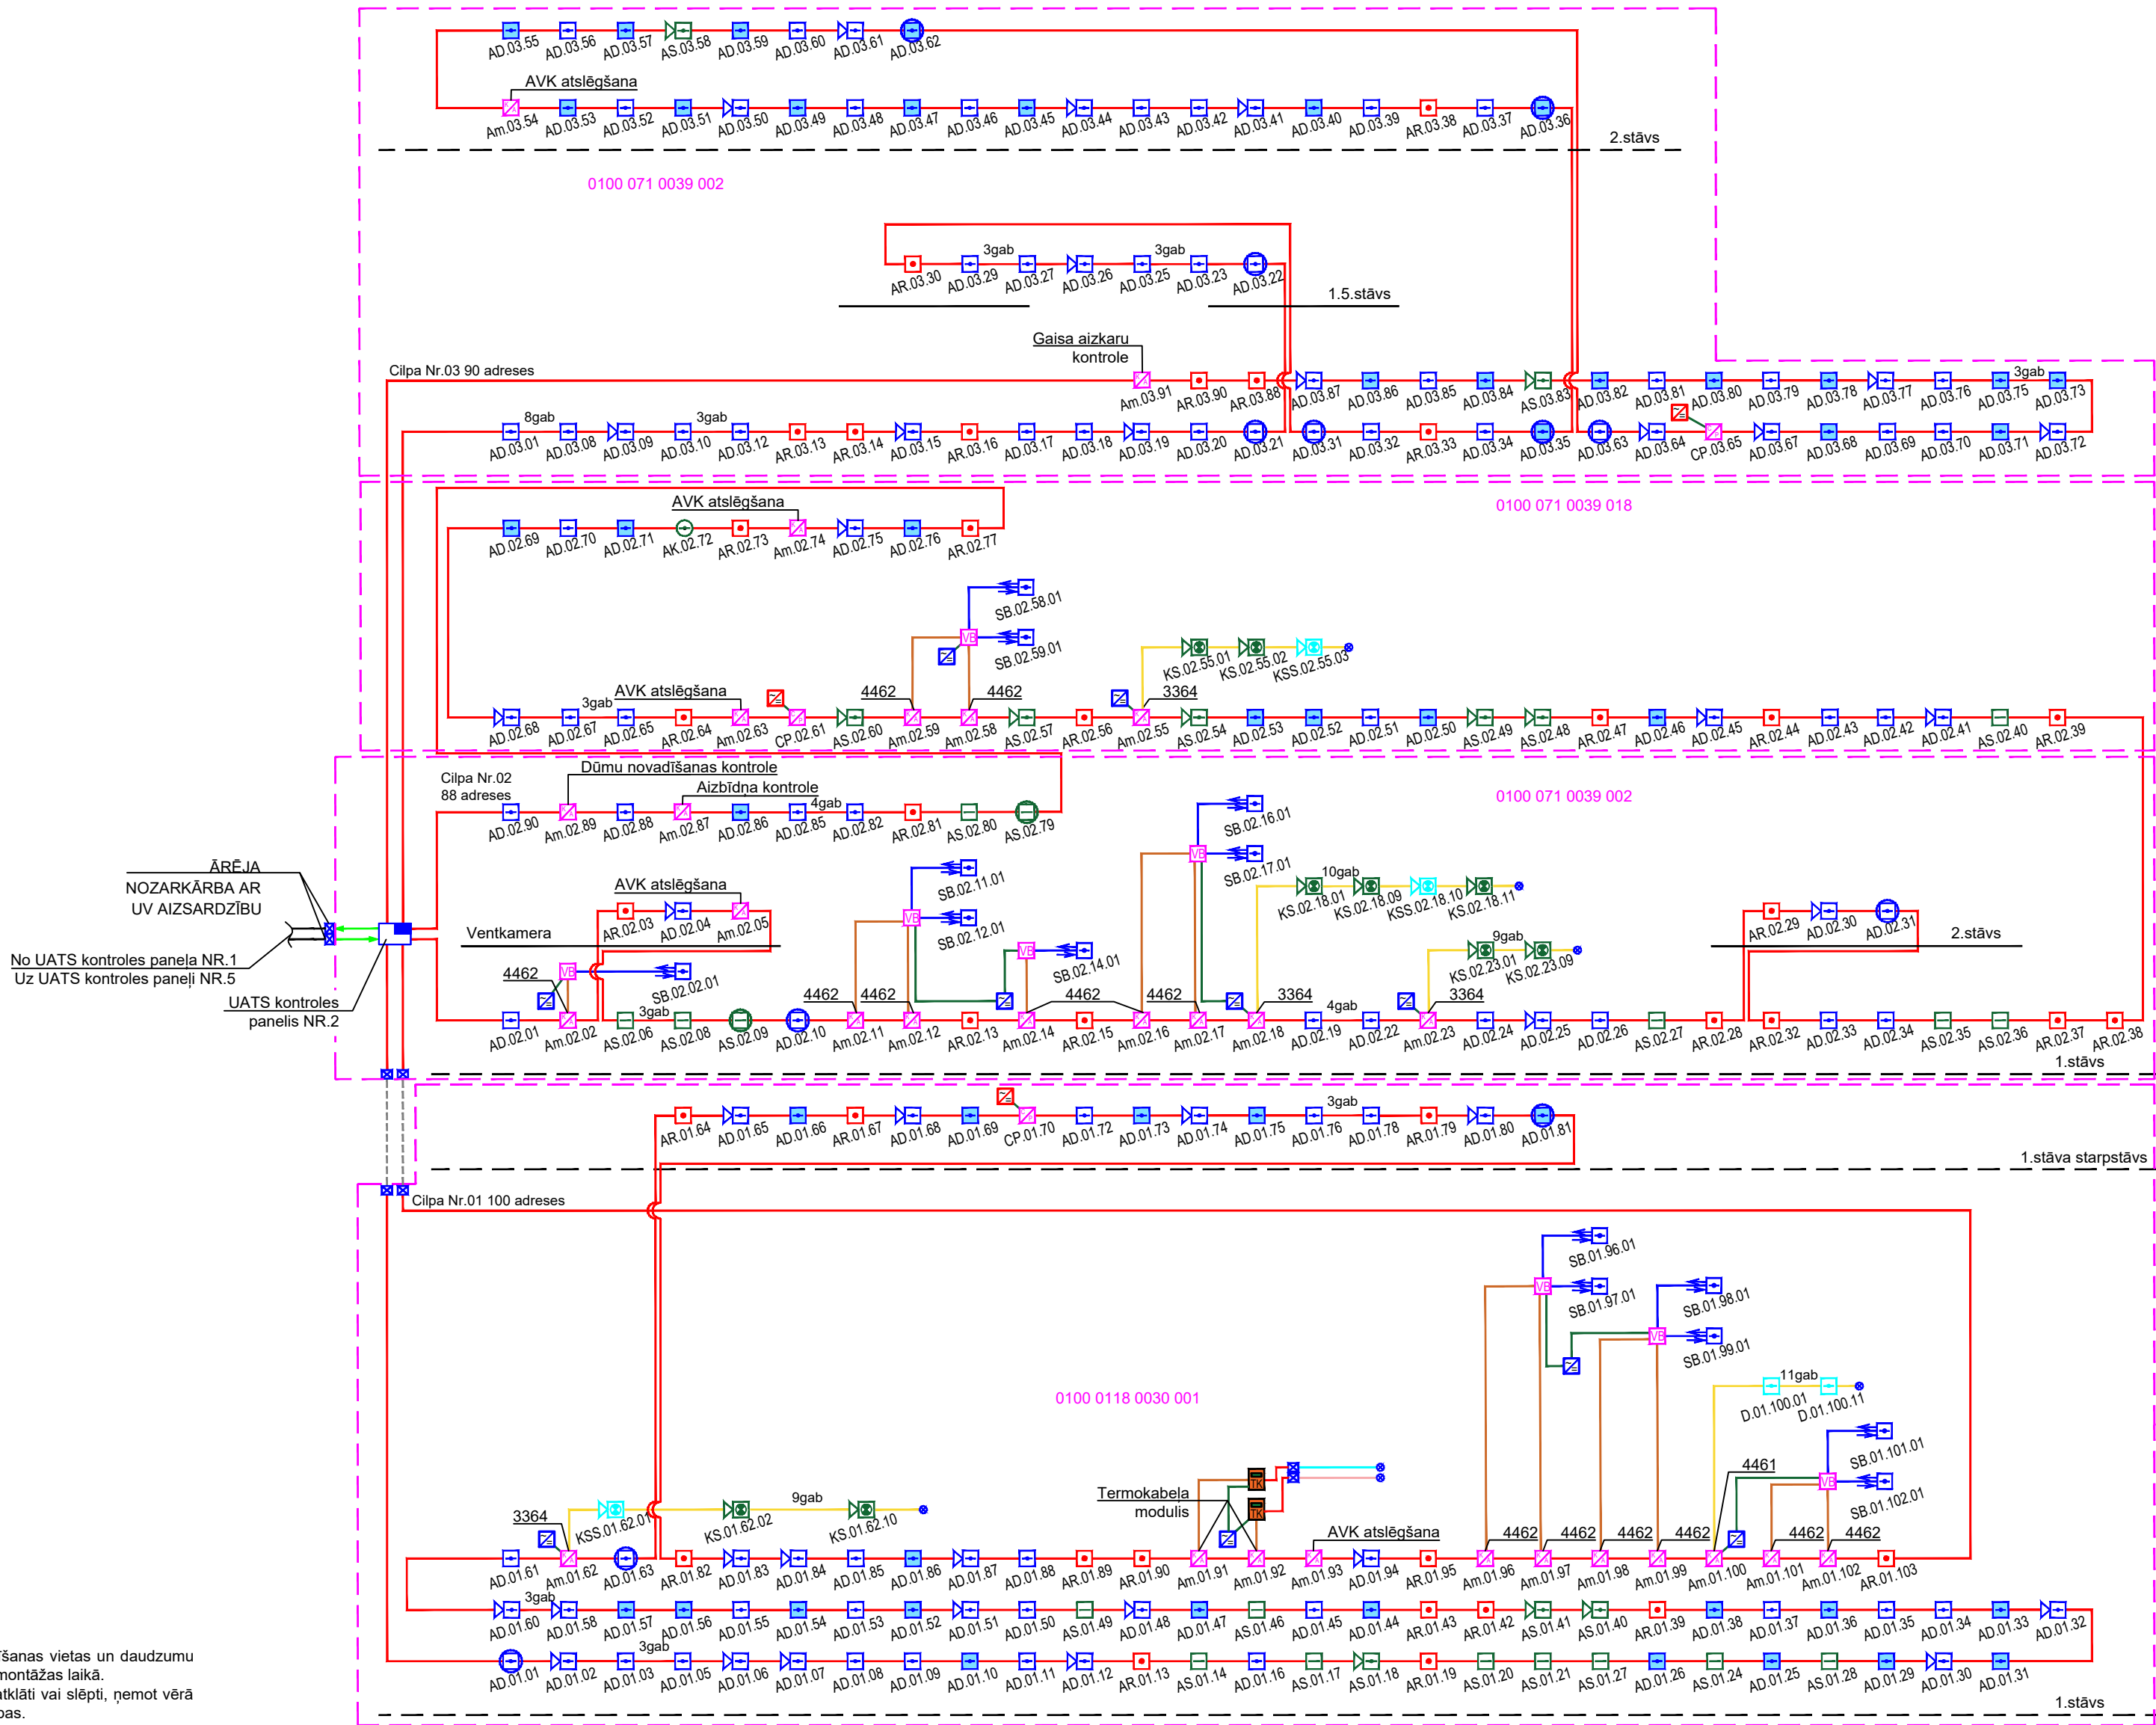 AD.03.55 AD.03.56 AD.03.57 AS.03.58 AD.03.59 AD.03.60 AD.03.61 AD.03.62
AVK atslēgšana
Am.03.54 AD.03.53 AD.03.52 AD.03.51 AD.03.50 AD.03.49 AD.03.48 AD.03.47 AD.03.46 AD.03.45 AD.03.44 AD.03.43 AD.03.42 AD.03.41 AD.03.40 AD.03.39 AR.03.38 AD.03.37 AD.03.36
2.stāvs
0100 071 0039 002
3gab 3gab
AR.03.30 AD.03.29 AD.03.27 AD.03.26 AD.03.25 AD.03.23 AD.03.22
1.5.stāvs
Gaisa aizkaru
kontrole
Cilpa Nr.03 90 adreses
3gab
Am.03.91 AR.03.90 AR.03.88 AD.03.87 AD.03.86 AD.03.85 AD.03.84 AS.03.83 AD.03.82 AD.03.81 AD.03.80 AD.03.79 AD.03.78 AD.03.77 AD.03.76 AD.03.75 AD.03.73
8gab 3gab
AD.03.01 AD.03.08 AD.03.09 AD.03.10 AD.03.12 AR.03.13 AR.03.14 AD.03.15 AR.03.16 AD.03.17 AD.03.18 AD.03.19 AD.03.20 AD.03.21 AD.03.31 AD.03.32 AR.03.33 AD.03.34 AD.03.35 AD.03.63 AD.03.64 CP.03.65 AD.03.67 AD.03.68 AD.03.69 AD.03.70 AD.03.71 AD.03.72
AVK atslēgšana
0100 071 0039 018
AD.02.69 AD.02.70 AD.02.71 AK.02.72 AR.02.73 Am.02.74 AD.02.75 AD.02.76 AR.02.77
SB.02.58.01
VB
SB.02.59.01
KS.02.55.01 KS.02.55.02 KSS.02.55.03
3gab AVK atslēgšana 4462 4462 3364
AD.02.68 AD.02.67 AD.02.65 AR.02.64 Am.02.63 CP.02.61 AS.02.60 Am.02.59 Am.02.58 AS.02.57 AR.02.56 Am.02.55 AS.02.54 AD.02.53 AD.02.52 AD.02.51 AD.02.50 AS.02.49 AS.02.48 AR.02.47 AD.02.46 AD.02.45 AR.02.44 AD.02.43 AD.02.42 AD.02.41 AS.02.40 AR.02.39
Cilpa Nr.02
88 adreses
Dūmu novadīšanas kontrole
Aizbīdņa kontrole
4gab
0100 071 0039 002
AD.02.90 Am.02.89 AD.02.88 Am.02.87 AD.02.86 AD.02.85 AD.02.82 AR.02.81 AS.02.80 AS.02.79
SB.02.16.01
VB
SB.02.17.01
ĀRĒJA
NOZARKĀRBA AR
UV AIZSARDZĪBU
AVK atslēgšana
SB.02.11.01
VB
SB.02.12.01
10gab
KS.02.18.01 KS.02.18.09 KSS.02.18.10 KS.02.18.11
AR.02.03 AD.02.04 Am.02.05
Ventkamera
AR.02.29 AD.02.30 AD.02.31
2.stāvs
9gab
KS.02.23.01 KS.02.23.09
VB
SB.02.14.01
No UATS kontroles paneļa NR.1
Uz UATS kontroles paneļi NR.5
UATS kontroles
panelis NR.2
4462
VB
SB.02.02.01
3gab 4462 4462 4462 4462 3364 4gab 3364
AD.02.01 Am.02.02 AS.02.06 AS.02.08 AS.02.09 AD.02.10 Am.02.11 Am.02.12 AR.02.13 Am.02.14 AR.02.15 Am.02.16 Am.02.17 Am.02.18 AD.02.19 AD.02.22 Am.02.23 AD.02.24 AD.02.25 AD.02.26 AS.02.27 AR.02.28 AR.02.32 AD.02.33 AD.02.34 AS.02.35 AS.02.36 AR.02.37 AR.02.38
1.stāvs
3gab
AR.01.64 AD.01.65 AD.01.66 AR.01.67 AD.01.68 AD.01.69 CP.01.70 AD.01.72 AD.01.73 AD.01.74 AD.01.75 AD.01.76 AD.01.78 AR.01.79 AD.01.80 AD.01.81
1.stāva starpstāvs
Cilpa Nr.01 100 adreses
SB.01.96.01
VB
SB.01.97.01
SB.01.98.01
VB
SB.01.99.01
0100 0118 0030 001
11gab
D.01.100.01 D.01.100.11
SB.01.101.01
VB
SB.01.102.01
4461
Termokabeļa
modulis
TK
TK
9gab
3364
KSS.01.62.01 KS.01.62.02 KS.01.62.10
AVK atslēgšana 4462 4462 4462 4462 4462 4462
AD.01.61 Am.01.62 AD.01.63 AR.01.82 AD.01.83 AD.01.84 AD.01.85 AD.01.86 AD.01.87 AD.01.88 AR.01.89 AR.01.90 Am.01.91 Am.01.92 Am.01.93 AD.01.94 AR.01.95 Am.01.96 Am.01.97 Am.01.98 Am.01.99 Am.01.100 Am.01.101 Am.01.102 AR.01.103
3gab
AD.01.60 AD.01.58 AD.01.57 AD.01.56 AD.01.55 AD.01.54 AD.01.53 AD.01.52 AD.01.51 AD.01.50 AS.01.49 AD.01.48 AD.01.47 AS.01.46 AD.01.45 AD.01.44 AR.01.43 AR.01.42 AS.01.41 AS.01.40 AR.01.39 AD.01.38 AD.01.37 AD.01.36 AD.01.35 AD.01.34 AD.01.33 AD.01.32
3gab
AD.01.01 AD.01.02 AD.01.03 AD.01.05 AD.01.06 AD.01.07 AD.01.08 AD.01.09 AD.01.10 AD.01.11 AD.01.12 AR.01.13 AS.01.14 AD.01.16 AS.01.17 AS.01.18 AR.01.19 AS.01.20 AS.01.21 AS.01.27 AD.01.26 AS.01.24 AD.01.25 AS.01.28 AD.01.29 AD.01.30 AD.01.31
1.stāvs
šanas vietas un daudzumu
montāžas laikā.
atklāti vai slēpti, ņemot vērā